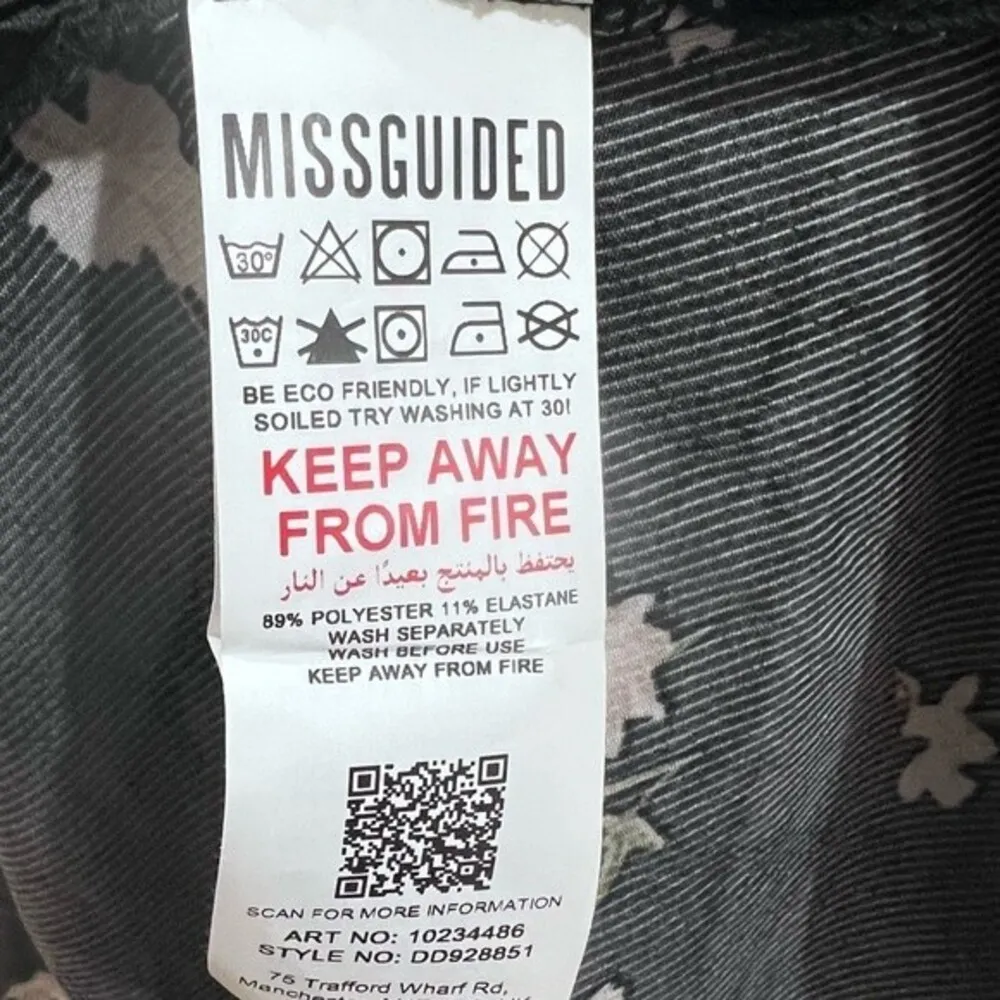 MISSGUIDED
30°
30C
BE ECO FRIENDLY, IF LIGHTLY
SOILED TRY WASHING AT 30!
KEEP AWAY
FROM FIRE
يحتفظ بالمنتج بعيدًا عن النار
89% POLYESTER 11% ELASTANE
WASH SEPARATELY
WASH BEFORE USE
KEEP AWAY FROM FIRE
SCAN FOR MORE INFORMATION
ART NO: 10234486
STYLE NO: DD928851
75 Trafford Wharf Rd,